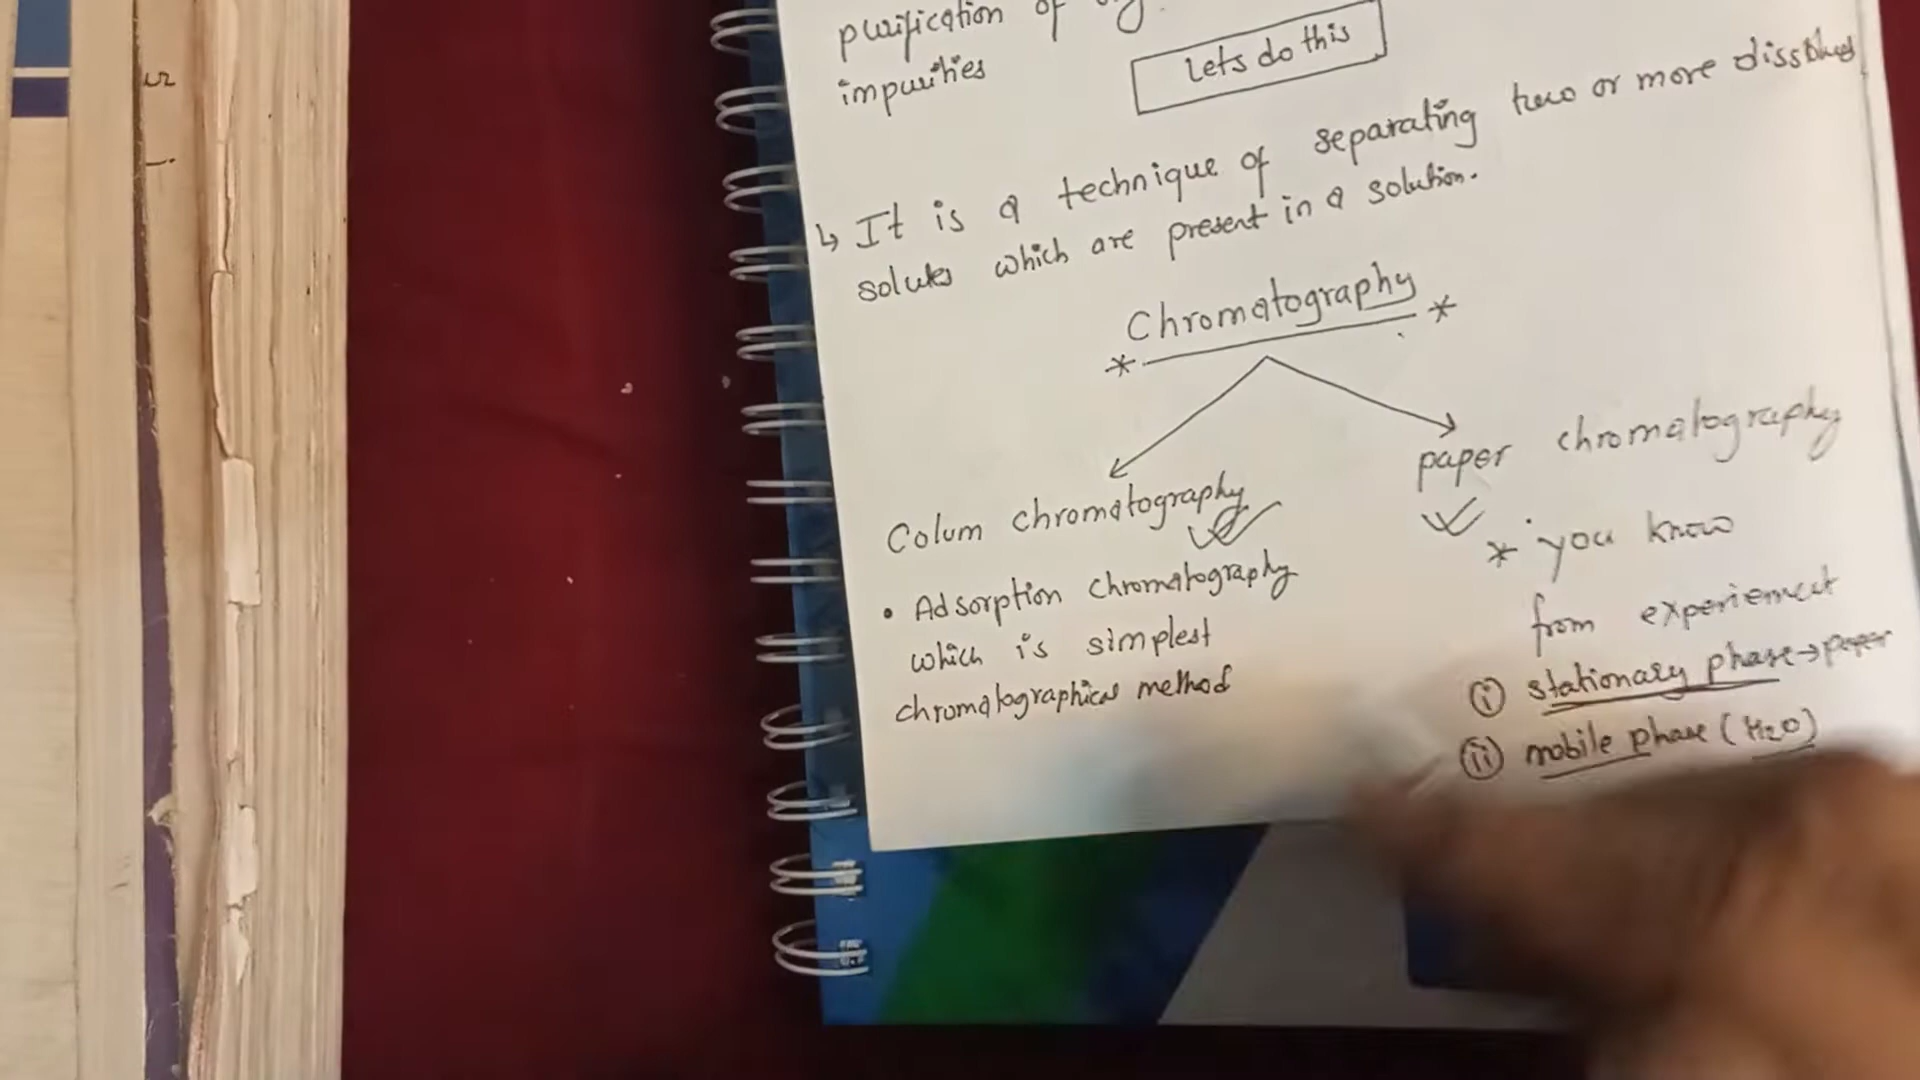 purification of
impurities
Lets do this
↳ It is a technique of separating two or more dissolved
solutes which are present in a solution.
* Chromatography *
Colum chromatography
• Adsorption chromatography
which is simplest
chromatographical method
paper chromatography
* you know
from experiement
(i) stationary phase → paper
(ii) mobile phase (H2O)